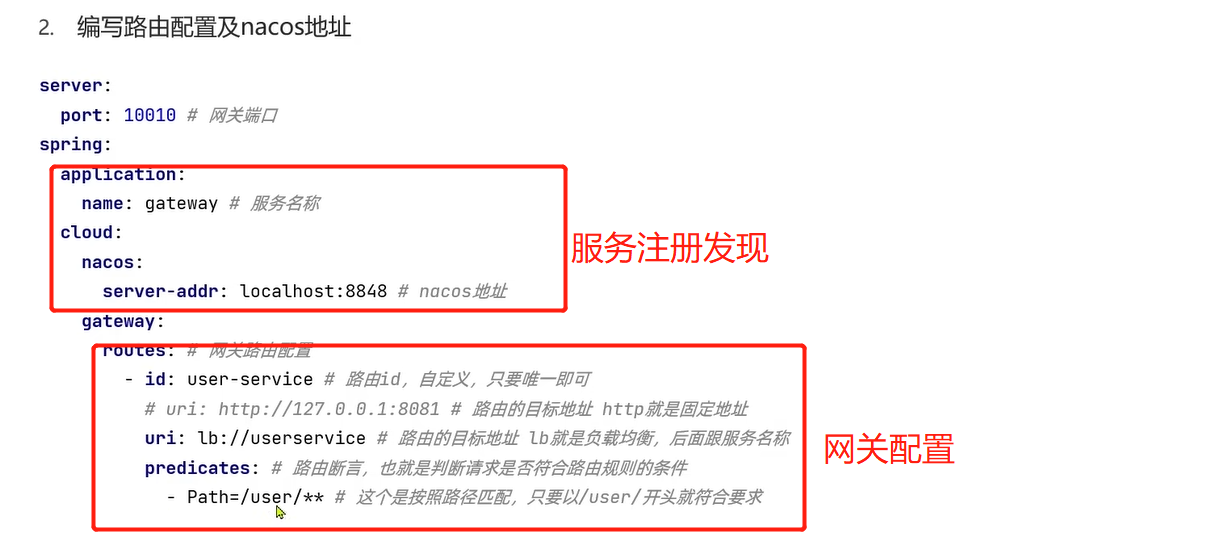 2. 编写路由配置及nacos地址
server:
port: 10010 # 网关端口
spring:
application:
name: gateway # 服务名称
cloud:
服务注册发现
nacos:
server-addr: localhost:8848 # nacos地址
gateway:
routes: # 网关路由配置
- id: user-service # 路由id，自定义，只要唯一即可
# uri: http://127.0.0.1:8081 # 路由的目标地址 http就是固定地址
uri: lb://userservice # 路由的目标地址 lb就是负载均衡，后面跟服务名称
网关配置
predicates: # 路由断言，也就是判断请求是否符合路由规则的条件
- Path=/user/** # 这个是按照路径匹配，只要以/user/开头就符合要求